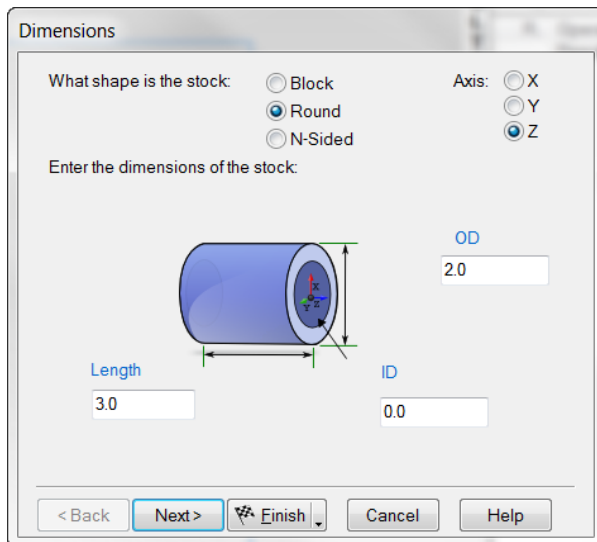 Dimensions
What shape is the stock:
Block
Round
N-Sided
Axis:
X
Y
Z
Enter the dimensions of the stock:
OD
2.0
X
Y
Z
Length
3.0
ID
0.0
< Back
Next >
Finish
Cancel
Help